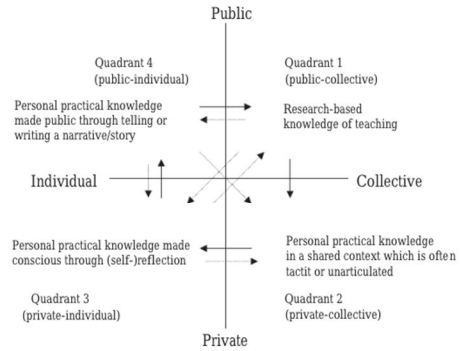 Public
Quadrant 4
(public-individual)
Quadrant 1
(public-collective)
Personal practical knowledge
made public through telling or
writing a narrative/story
Research-based
knowledge of teaching
Individual
Collective
Personal practical knowledge made
conscious through (self-)reflection
Personal practical knowledge
in a shared context which is often
tactit or unarticulated
Quadrant 3
(private-individual)
Quadrant 2
(private-collective)
Private